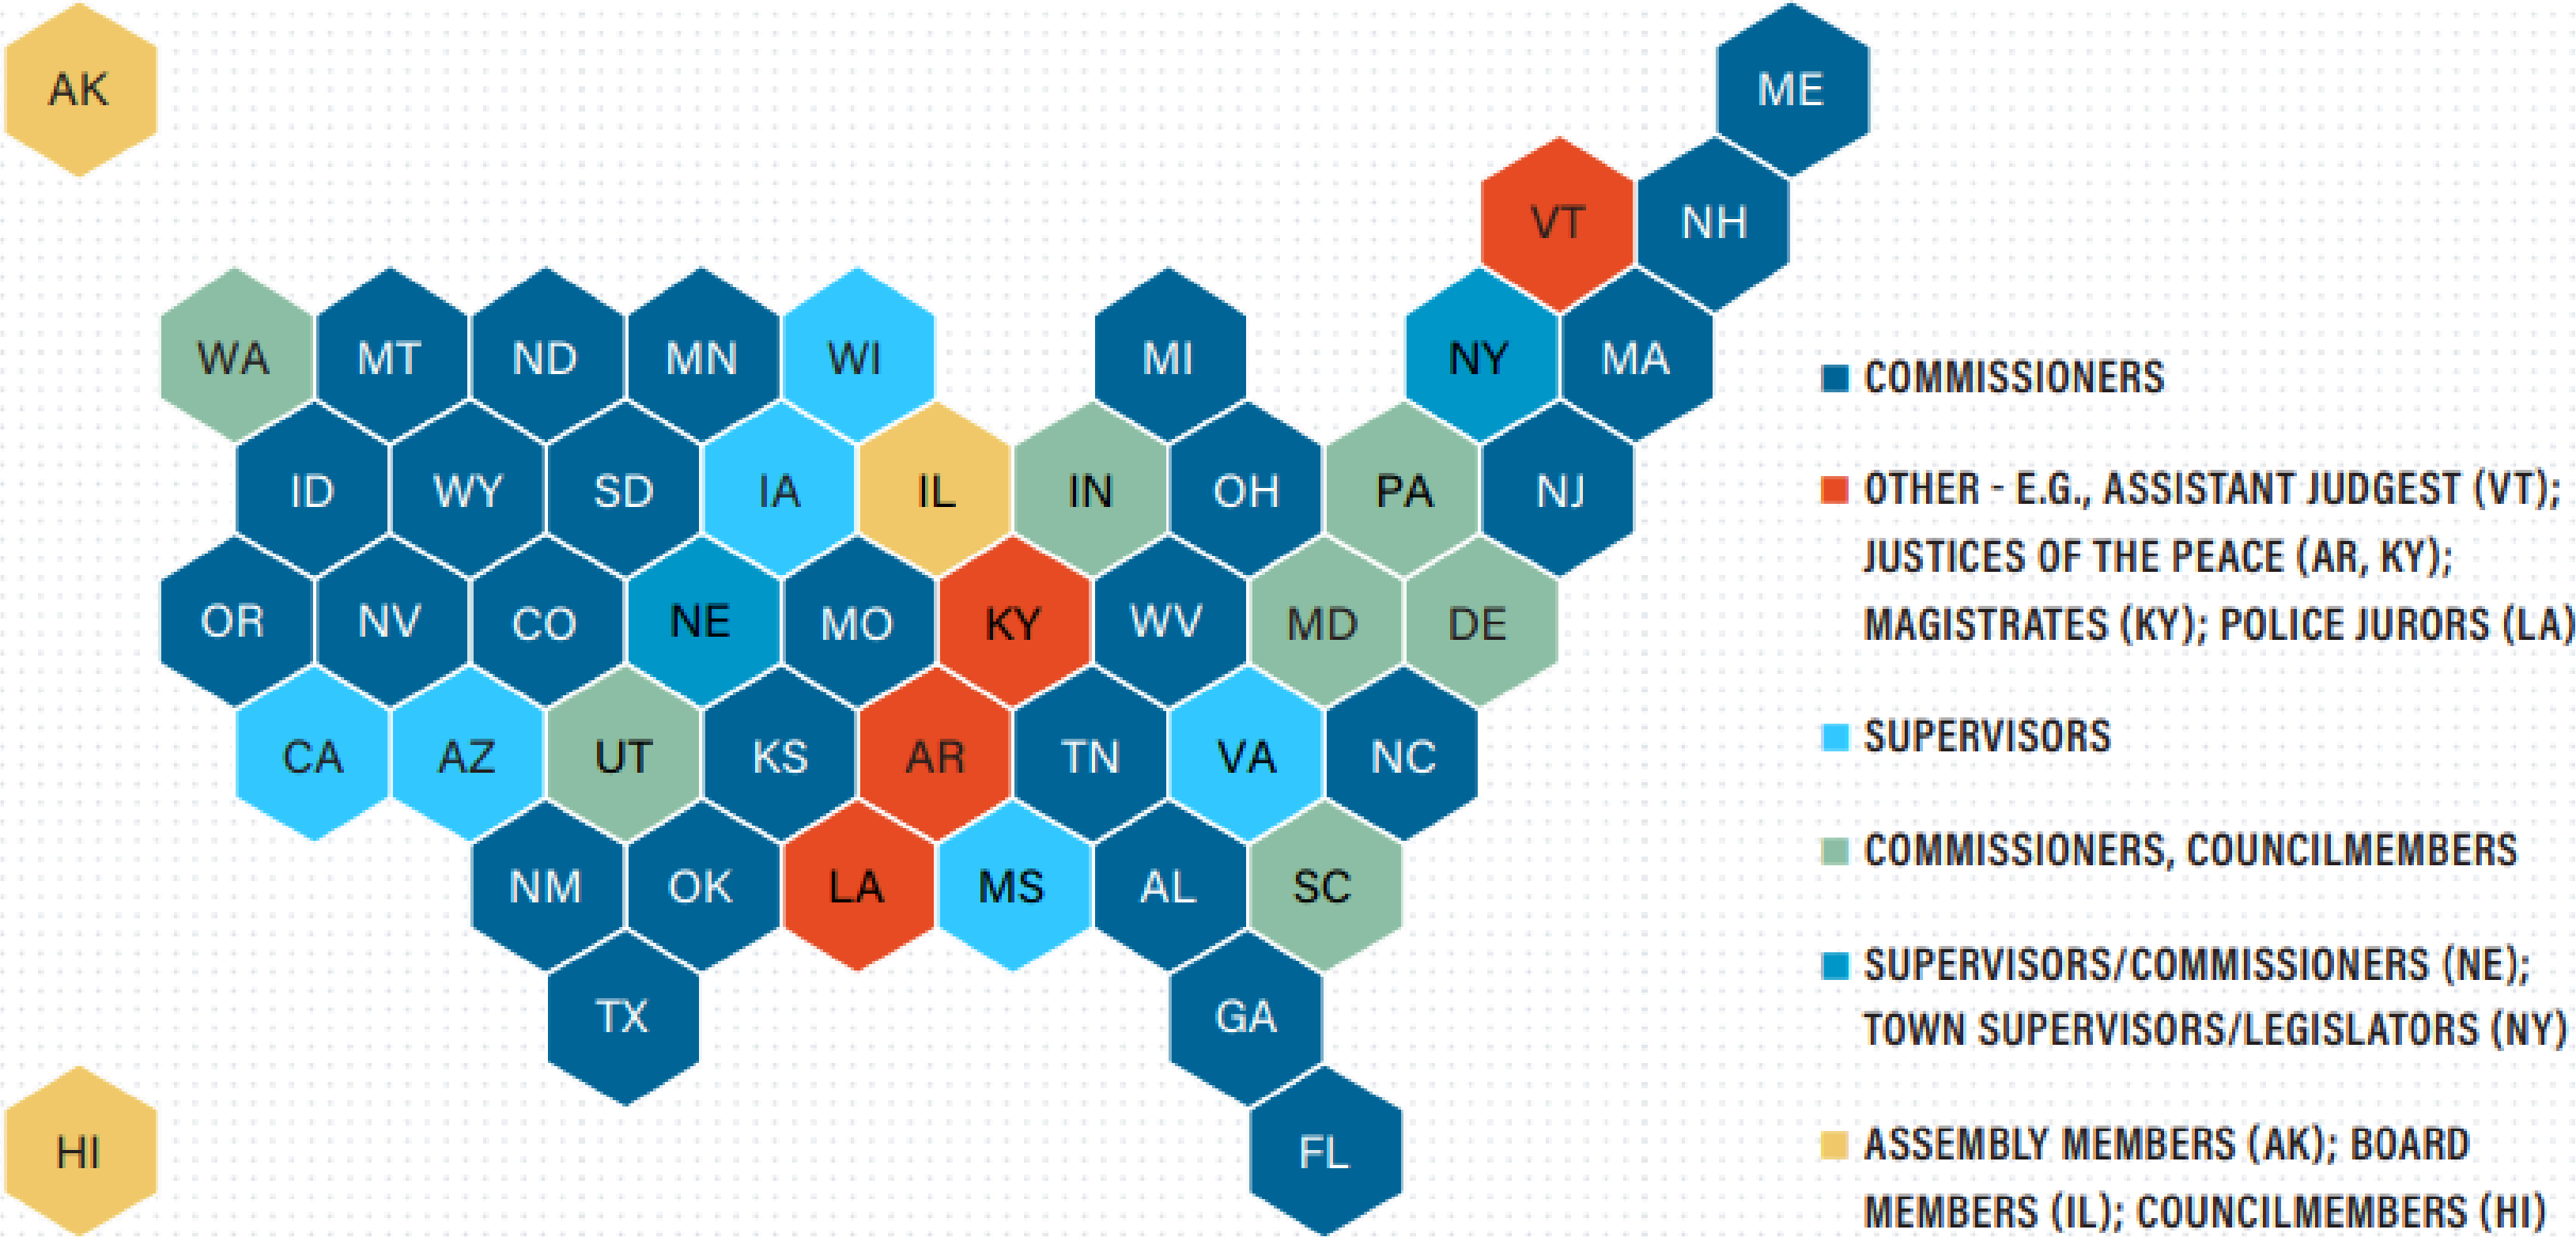 AK
ME
VT
NH
WA
MT
ND
MN
WI
MI
NY
MA
ID
WY
SD
IA
IL
IN
OH
PA
NJ
OR
NV
CO
NE
MO
KY
WV
MD
DE
CA
AZ
UT
KS
AR
TN
VA
NC
NM
OK
LA
MS
AL
SC
TX
GA
HI
FL
COMMISSIONERS
OTHER - E.G., ASSISTANT JUDGEST (VT);
JUSTICES OF THE PEACE (AR, KY);
MAGISTRATES (KY); POLICE JURORS (LA)
SUPERVISORS
COMMISSIONERS, COUNCILMEMBERS
SUPERVISORS/COMMISSIONERS (NE);
TOWN SUPERVISORS/LEGISLATORS (NY)
ASSEMBLY MEMBERS (AK); BOARD
MEMBERS (IL); COUNCILMEMBERS (HI)